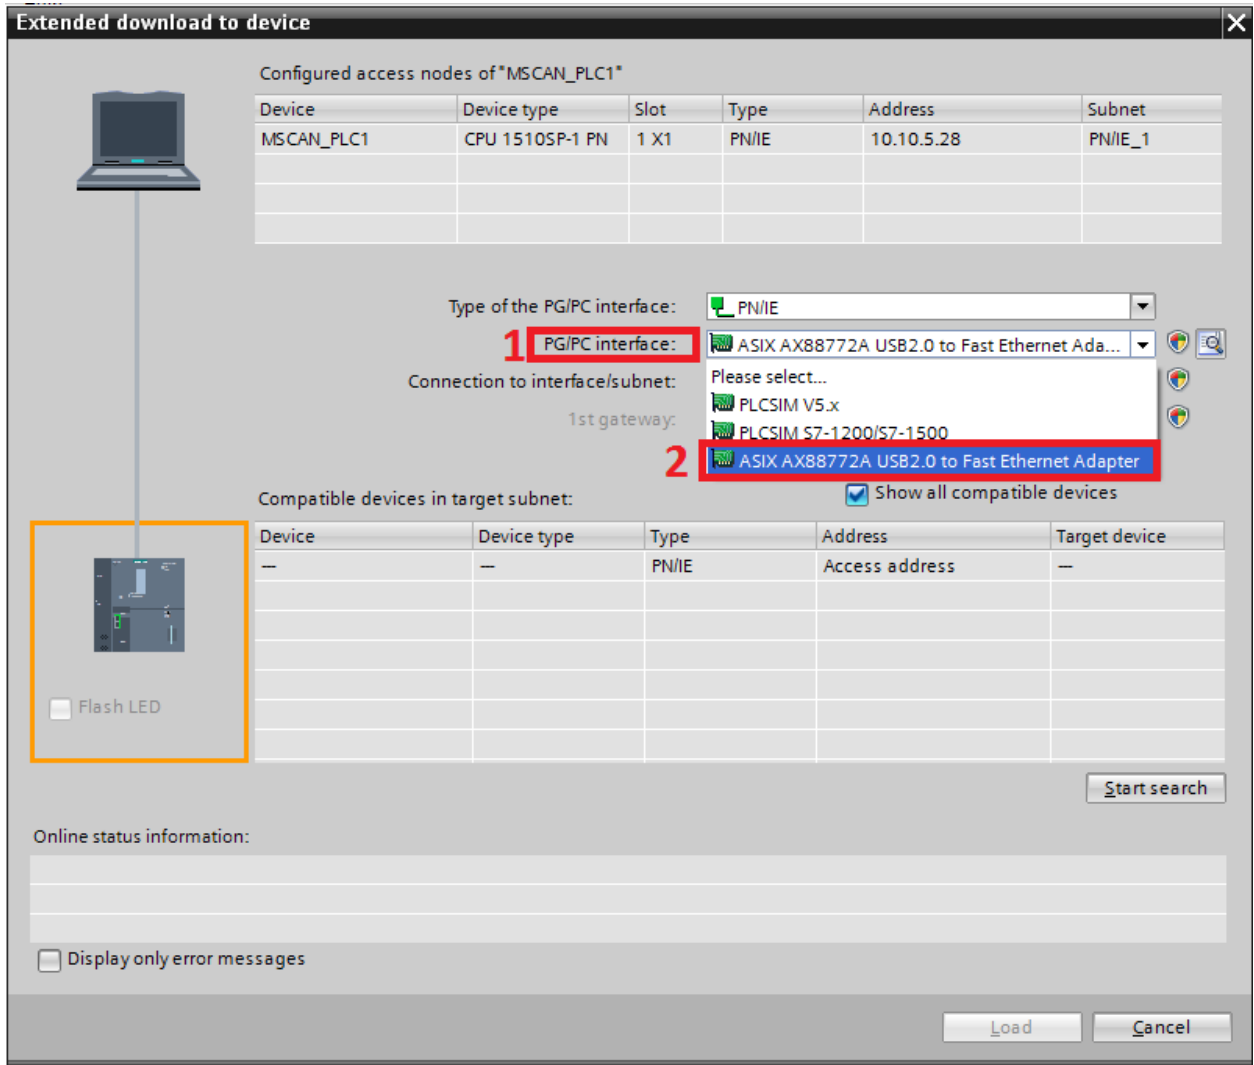 Extended download to device
Configured access nodes of "MSCAN_PLC1"
Device Device type Slot Type Address Subnet
MSCAN_PLC1 CPU 1510SP-1 PN 1 X1 PN/IE 10.10.5.28 PN/IE_1
Type of the PG/PC interface: PN/IE
1 PG/PC interface: ASIX AX88772A USB2.0 to Fast Ethernet Ada...
Connection to interface/subnet: Please select...
PLCSIM V5.x
1st gateway: PLCSIM S7-1200/S7-1500
2 ASIX AX88772A USB2.0 to Fast Ethernet Adapter
Compatible devices in target subnet: Show all compatible devices
Device Device type Type Address Target device
— — PN/IE Access address —
Flash LED
Start search
Online status information:
Display only error messages
Load Cancel